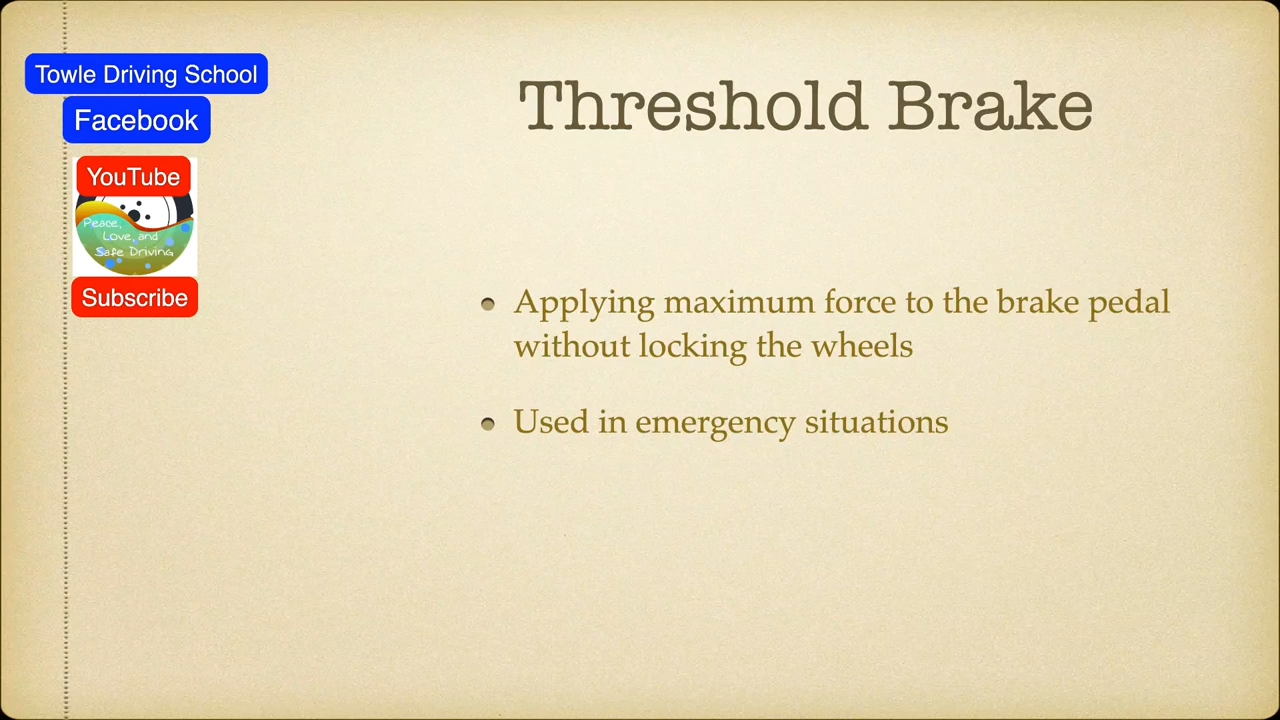 Towle Driving School
Facebook
YouTube
Peace,
Love, and
Safe Driving
Subscribe
Threshold Brake
Applying maximum force to the brake pedal
without locking the wheels
Used in emergency situations